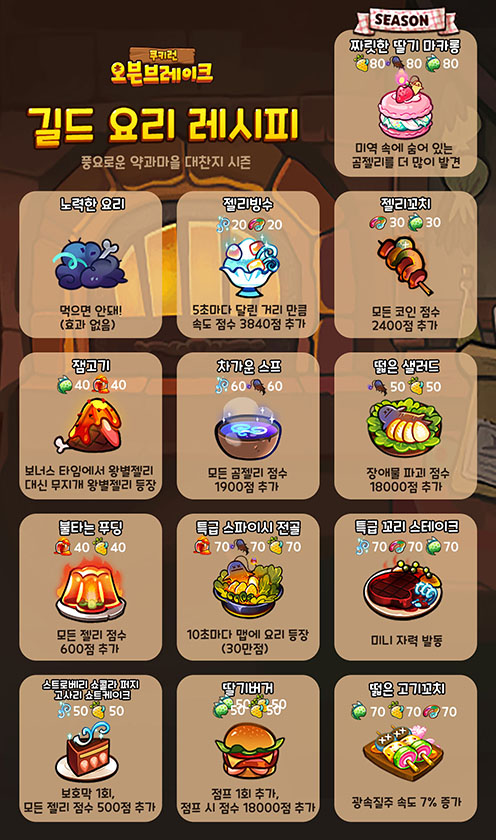 SEASON
짜릿한 딸기 마카롱
80 80 80
미역 속에 숨어 있는
곰젤리를 더 많이 발견
쿠키런
오븐브레이크
길드 요리 레시피
풍요로운 약과마을 대찬지 시즌
노력한 요리
먹으면 안돼!
(효과 없음)
젤리빙수
20 20
5초마다 달린 거리 만큼
속도 점수 3840점 추가
젤리꼬치
30 30
모든 코인 점수
2400점 추가
잼고기
40 40
보너스 타임에서 왕별젤리
대신 무지개 왕별젤리 등장
차가운 스프
60 60
모든 곰젤리 점수
1900점 추가
떫은 샐러드
50 50
장애물 파괴 점수
18000점 추가
불타는 푸딩
40 40
모든 젤리 점수
600점 추가
특급 스파이시 전골
70 70 70
10초마다 맵에 요리 등장
(30만점)
특급 꼬리 스테이크
70 70 70
미니 자력 발동
스트로베리 쇼콜라 퍼지
고사리 쇼트케이크
50 50
보호막 1회,
모든 젤리 점수 500점 추가
딸기버거
50 50
50 50
점프 1회 추가,
점프 시 점수 18000점 추가
떫은 고기꼬치
70 70 70
광속질주 속도 7% 증가